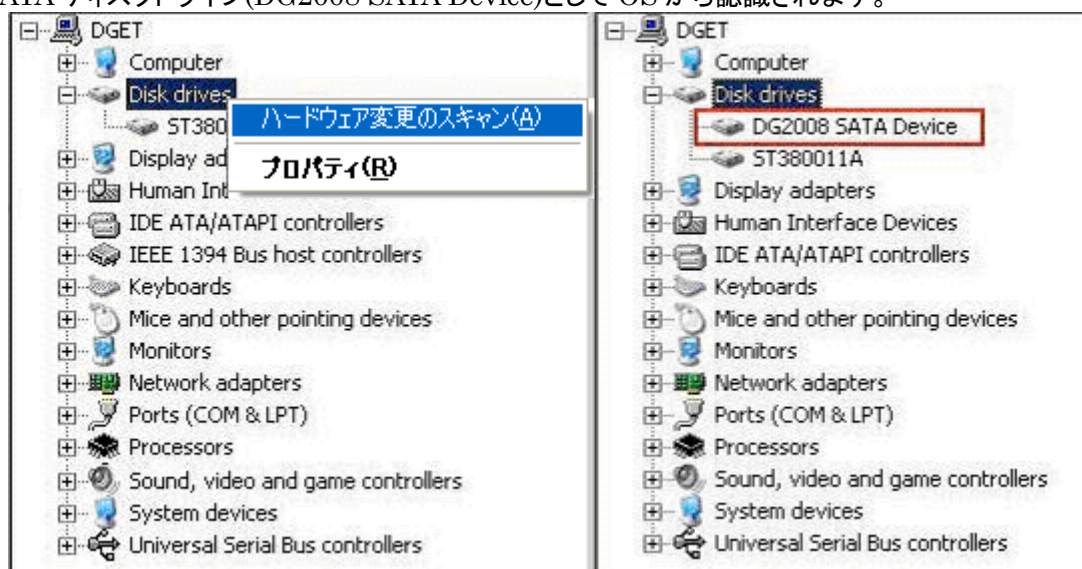 ATA ディスクドライブ(DG2008 SATA Device)として OS から認識されます。
DGET
Computer
Disk drives
ST380
Display ad
Human Int
IDE ATA/ATAPI controllers
IEEE 1394 Bus host controllers
Keyboards
Mice and other pointing devices
Monitors
Network adapters
Ports (COM & LPT)
Processors
Sound, video and game controllers
System devices
Universal Serial Bus controllers
ハードウェア変更のスキャン(A)
プロパティ(R)
DGET
Computer
Disk drives
DG2008 SATA Device
ST380011A
Display adapters
Human Interface Devices
IDE ATA/ATAPI controllers
Keyboards
Mice and other pointing devices
Monitors
Network adapters
Ports (COM & LPT)
Processors
Sound, video and game controllers
System devices
Universal Serial Bus controllers